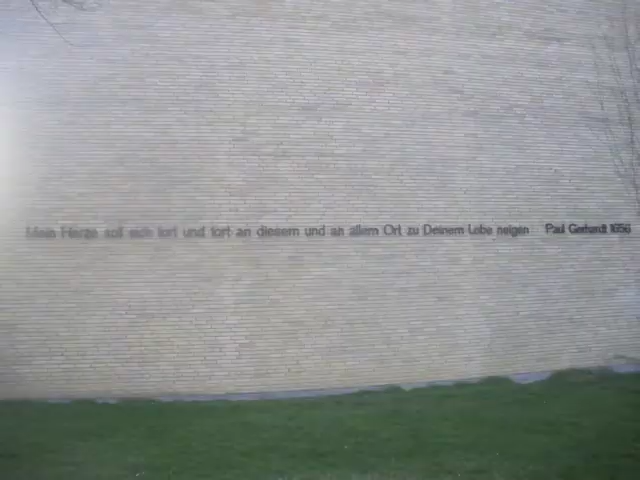 Mein Herze soll sich fort und fort an diesem und an allem Ort zu Deinem Lobe neigen Paul Gerhardt 1656